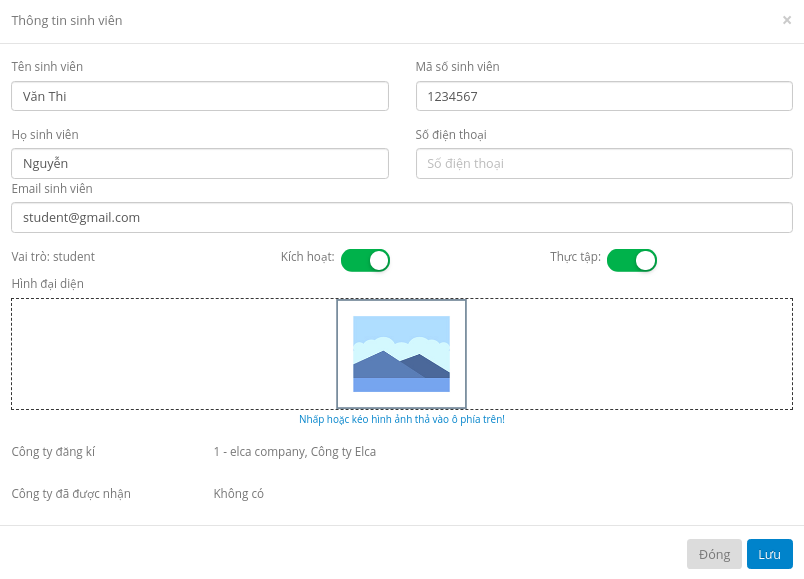 Thông tin sinh viên ×
Tên sinh viên Mã số sinh viên
Văn Thi 1234567
Họ sinh viên Số điện thoại
Nguyễn Số điện thoại
Email sinh viên
student@gmail.com
Vai trò: student Kích hoạt: Thực tập:
Hình đại diện
Nhấp hoặc kéo hình ảnh thả vào ô phía trên!
Công ty đăng kí 1 - elca company, Công ty Elca
Công ty đã được nhận Không có
Đóng Lưu